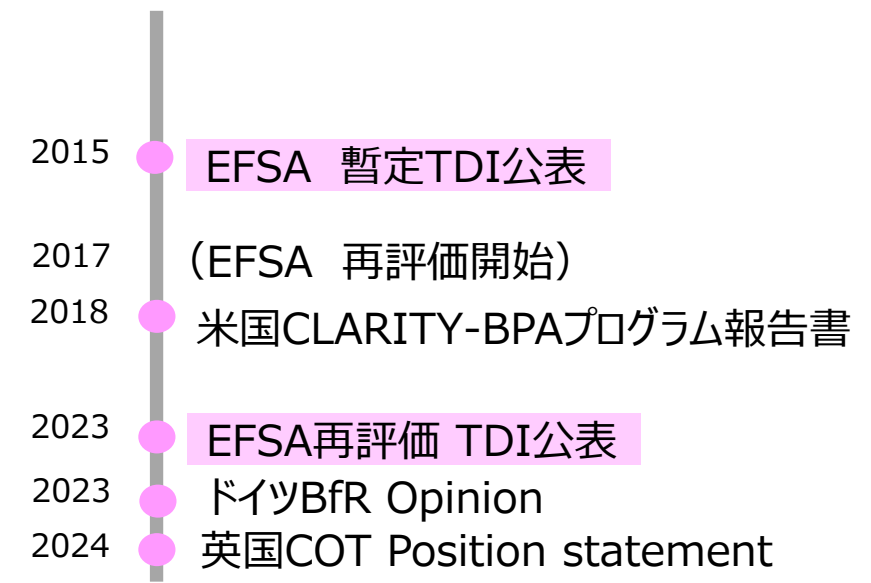 2015 EFSA 暫定TDI公表
2017 （EFSA 再評価開始）
2018 米国CLARITY-BPAプログラム報告書
2023 EFSA再評価 TDI公表
2023 ドイツBfR Opinion
2024 英国COT Position statement